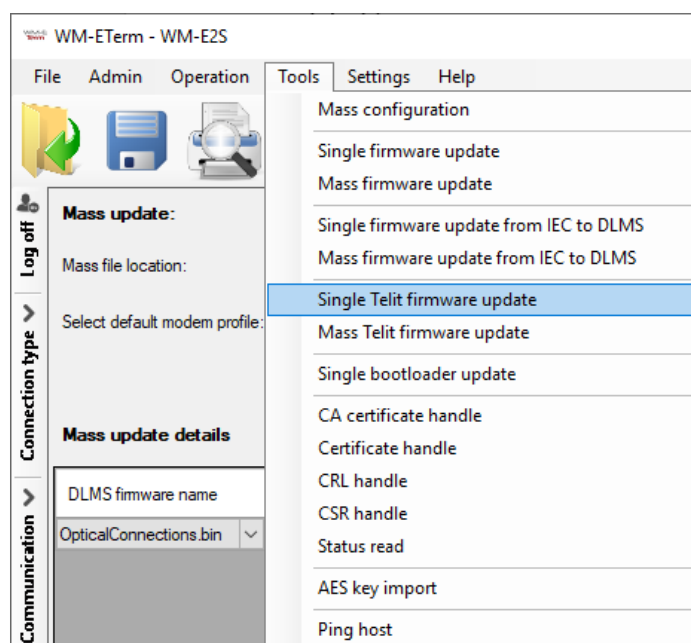 WM-ETerm - WM-E2S
File Admin Operation Tools Settings Help
Mass configuration
Single firmware update
Mass firmware update
Single firmware update from IEC to DLMS
Mass firmware update from IEC to DLMS
Single Telit firmware update
Mass Telit firmware update
Single bootloader update
CA certificate handle
Certificate handle
CRL handle
CSR handle
Status read
AES key import
Ping host
Log off
Connection type
Communication
Mass update:
Mass file location:
Select default modem profile:
Mass update details
DLMS firmware name
OpticalConnections.bin